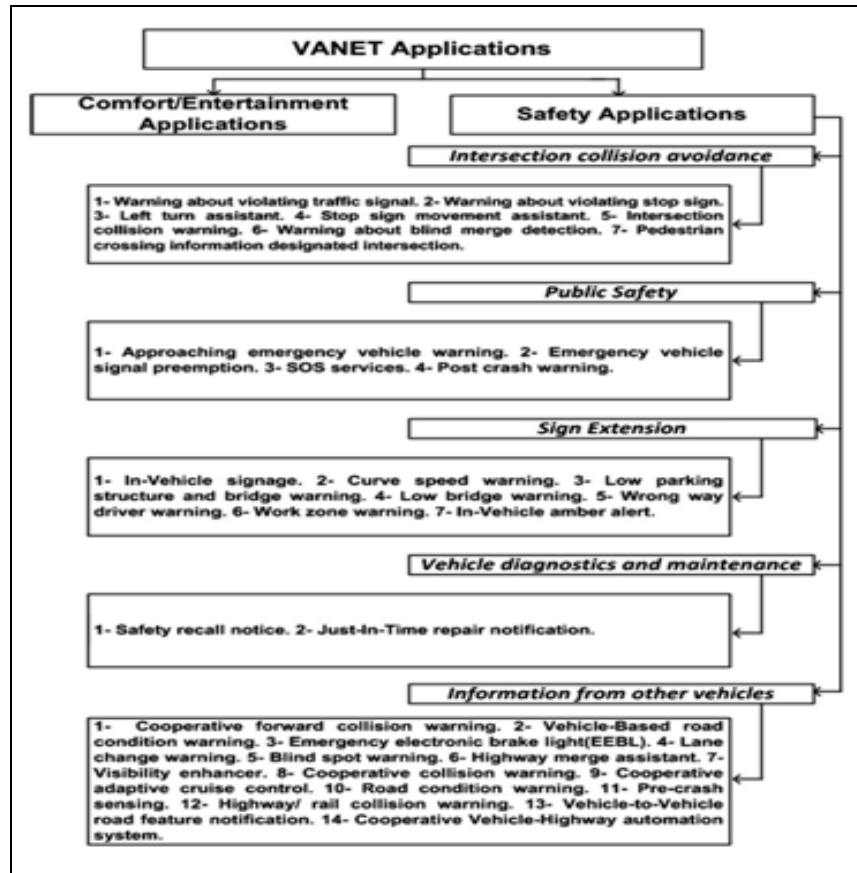 VANET Applications
Comfort/Entertainment
Applications
Safety Applications
Intersection collision avoidance
1- Warning about violating traffic signal. 2- Warning about violating stop sign.
3- Left turn assistant. 4- Stop sign movement assistant. 5- Intersection
collision warning. 6- Warning about blind merge detection. 7- Pedestrian
crossing information designated intersection.
Public Safety
1- Approaching emergency vehicle warning. 2- Emergency vehicle
signal preemption. 3- SOS services. 4- Post crash warning.
Sign Extension
1- In-Vehicle signage. 2- Curve speed warning. 3- Low parking
structure and bridge warning. 4- Low bridge warning. 5- Wrong way
driver warning. 6- Work zone warning. 7- In-Vehicle amber alert.
Vehicle diagnostics and maintenance
1- Safety recall notice. 2- Just-In-Time repair notification.
Information from other vehicles
1- Cooperative forward collision warning. 2- Vehicle-Based road
condition warning. 3- Emergency electronic brake light(EEBL). 4- Lane
change warning. 5- Blind spot warning. 6- Highway merge assistant. 7-
Visibility enhancer. 8- Cooperative collision warning. 9- Cooperative
adaptive cruise control. 10- Road condition warning. 11- Pre-crash
sensing. 12- Highway/ rail collision warning. 13- Vehicle-to-Vehicle
road feature notification. 14- Cooperative Vehicle-Highway automation
system.